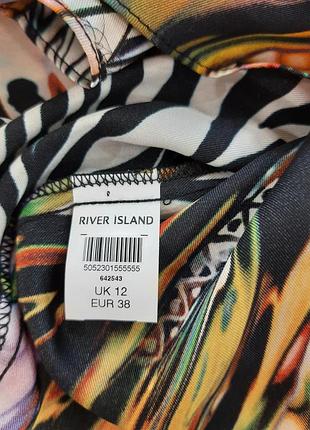 RIVER ISLAND
5052301555555
642543
UK 12
EUR 38